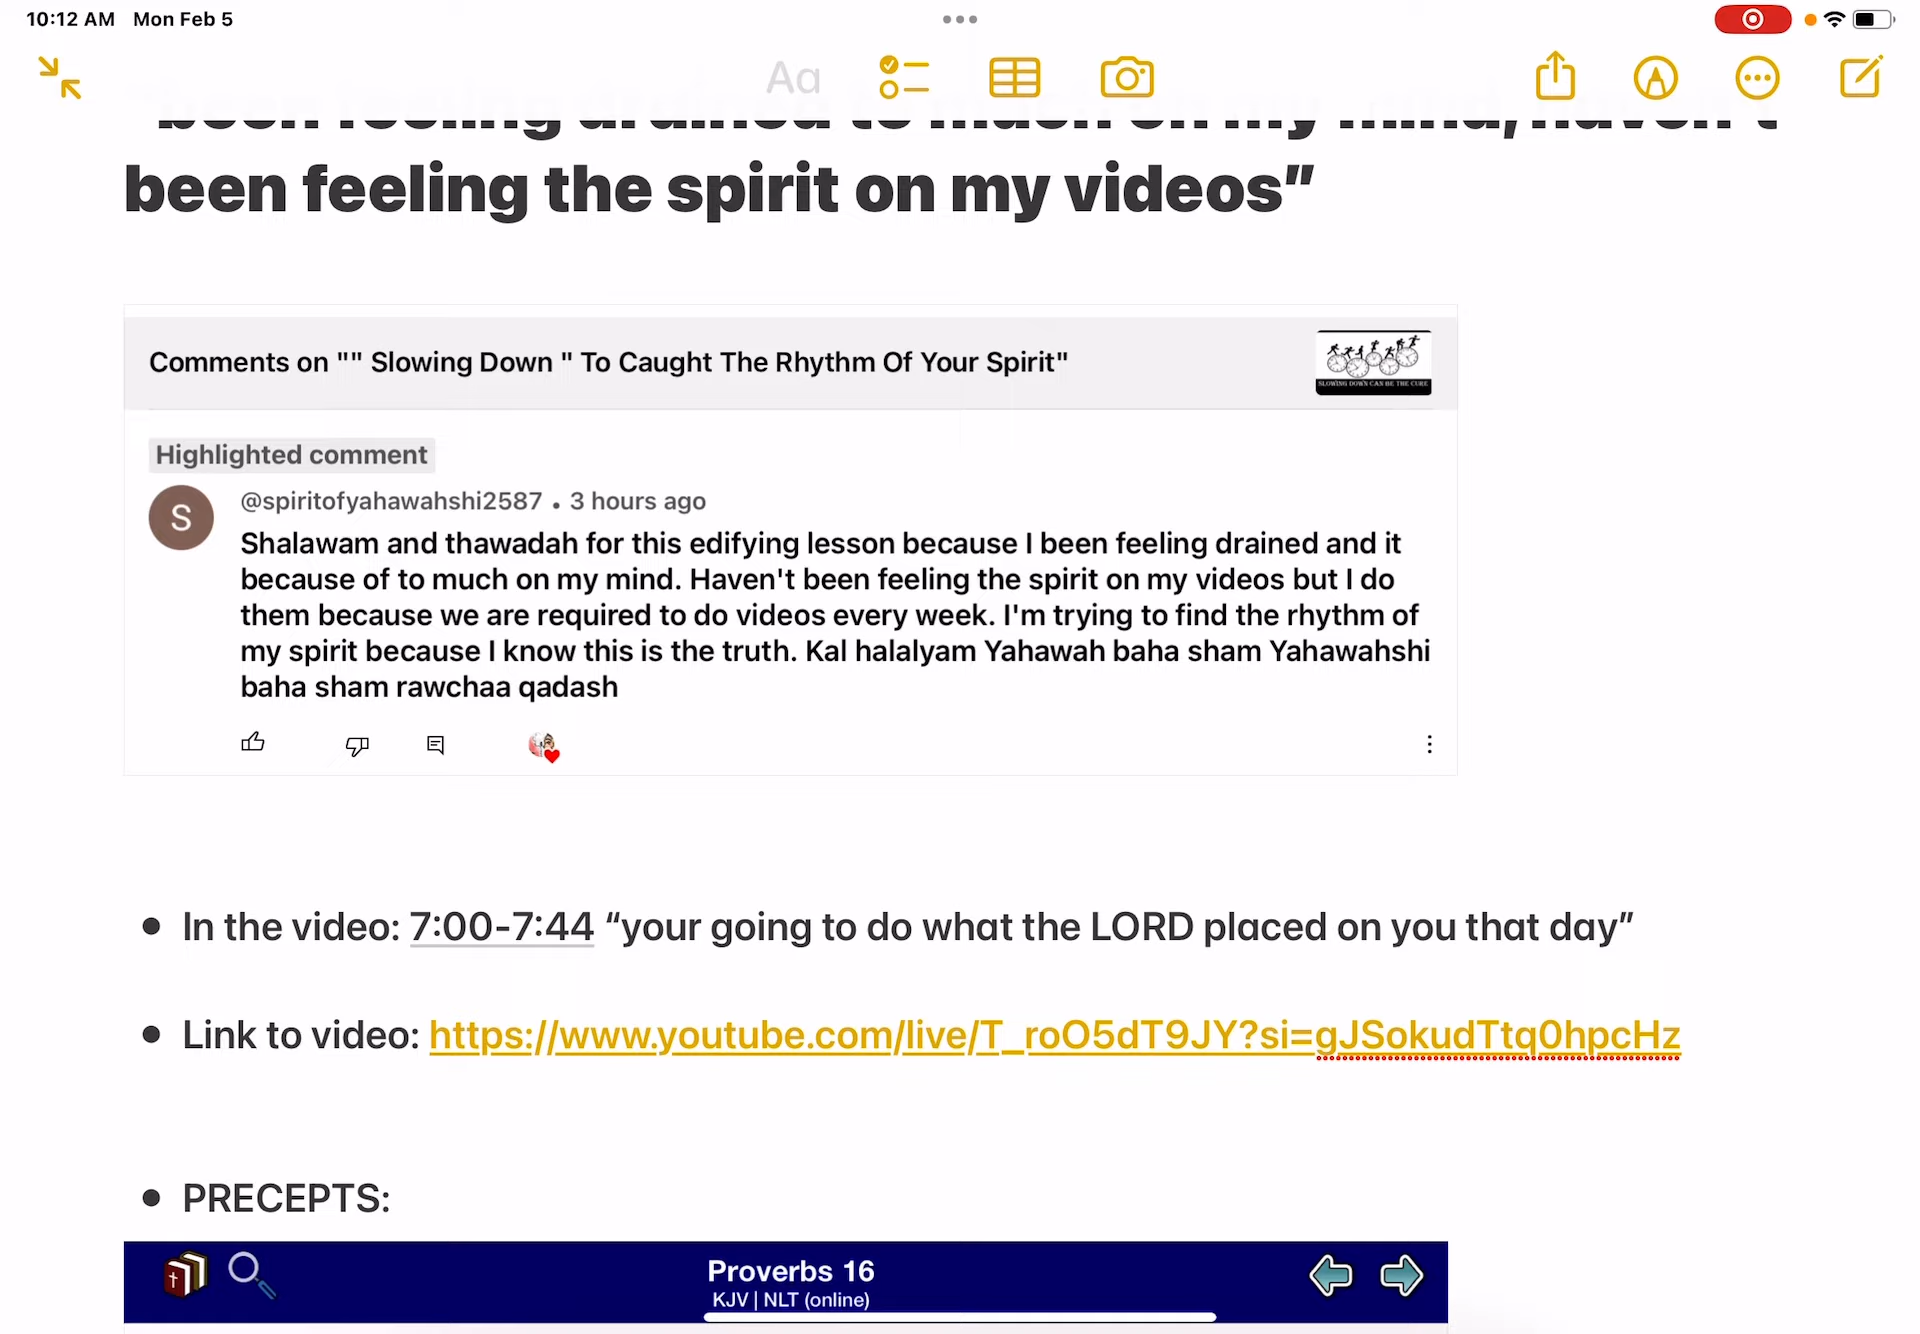 10:12 AM Mon Feb 5
Aa
been feeling the spirit on my videos”
Comments on "" Slowing Down " To Caught The Rhythm Of Your Spirit"
SLOWING DOWN CAN BE THE CURE
Highlighted comment
S
@spiritofyahawahshi2587 • 3 hours ago
Shalawam and thawadah for this edifying lesson because I been feeling drained and it
because of to much on my mind. Haven't been feeling the spirit on my videos but I do
them because we are required to do videos every week. I'm trying to find the rhythm of
my spirit because I know this is the truth. Kal halalyam Yahawah baha sham Yahawahshi
baha sham rawchaa qadash
• In the video: 7:00-7:44 “your going to do what the LORD placed on you that day”
• Link to video: https://www.youtube.com/live/T_roO5dT9JY?si=gJSokudTtq0hpcHz
• PRECEPTS:
Proverbs 16
KJV | NLT (online)